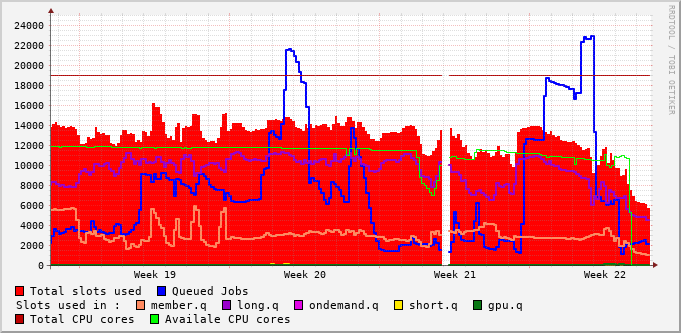 24000
22000
20000
18000
16000
14000
12000
10000
8000
6000
4000
2000
0
Week 19 Week 20 Week 21 Week 22
RRDTOOL / TOBI OETIKER
Total slots used Queued Jobs
Slots used in : member.q long.q ondemand.q short.q gpu.q
Total CPU cores Availale CPU cores